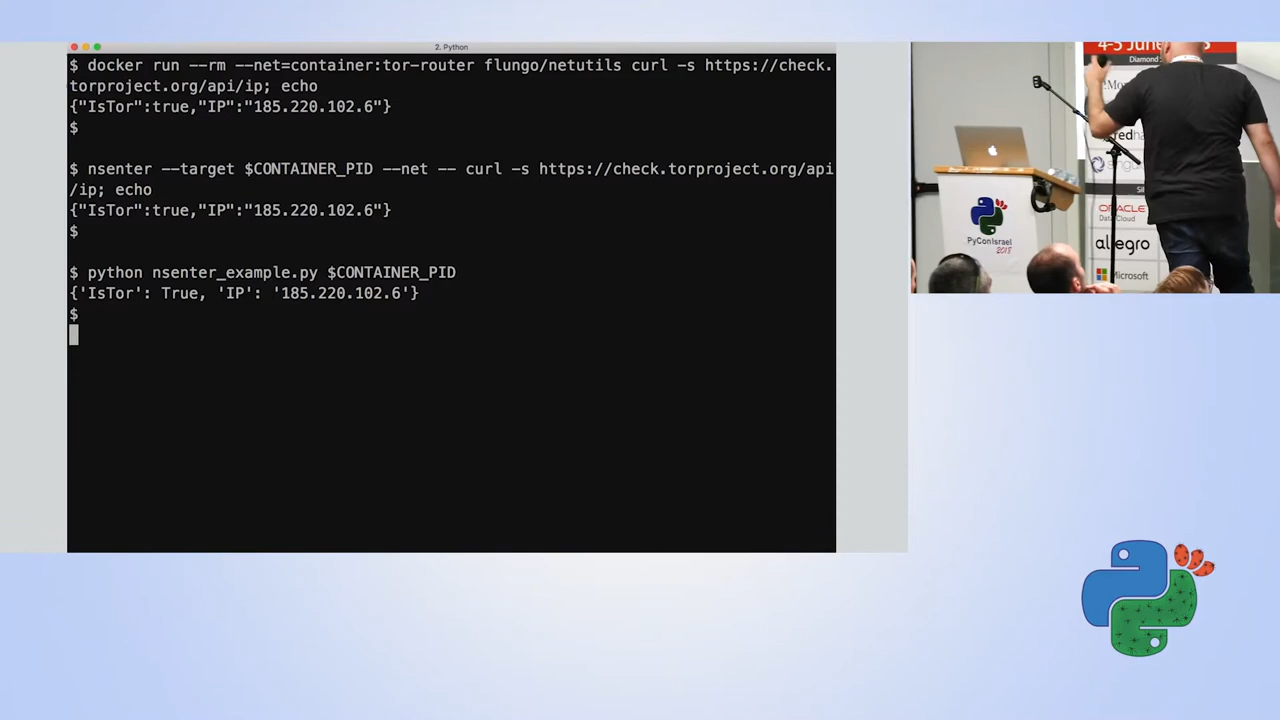 2. Python
$ docker run --rm --net=container:tor-router flungo/netutils curl -s https://check.
torproject.org/api/ip; echo
{"IsTor":true,"IP":"185.220.102.6"}
$
$ nsenter --target $CONTAINER_PID --net -- curl -s https://check.torproject.org/api
/ip; echo
{"IsTor":true,"IP":"185.220.102.6"}
$
$ python nsenter_example.py $CONTAINER_PID
{'IsTor': True, 'IP': '185.220.102.6'}
$
4-5 June
Diamond
redha
ORACLE
Data Cloud
allegro
Microsoft
PyConIsrael
2018